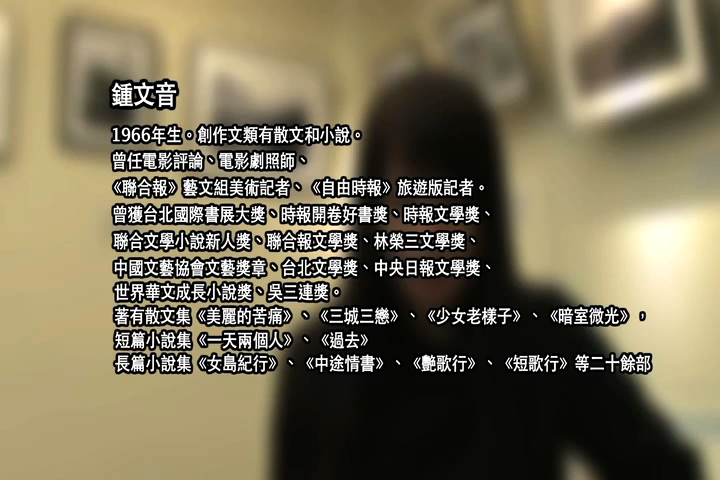 鍾文音
1966年生。創作文類有散文和小說。
曾任電影評論、電影劇照師、
《聯合報》藝文組美術記者、《自由時報》旅遊版記者。
曾獲台北國際書展大獎、時報開卷好書獎、時報文學獎、
聯合文學小說新人獎、聯合報文學獎、林榮三文學獎、
中國文藝協會文藝獎章、台北文學獎、中央日報文學獎、
世界華文成長小說獎、吳三連獎。
著有散文集《美麗的苦痛》、《三城三戀》、《少女老樣子》、《暗室微光》，
短篇小說集《一天兩個人》、《過去》
長篇小說集《女島紀行》、《中途情書》、《艷歌行》、《短歌行》等二十餘部